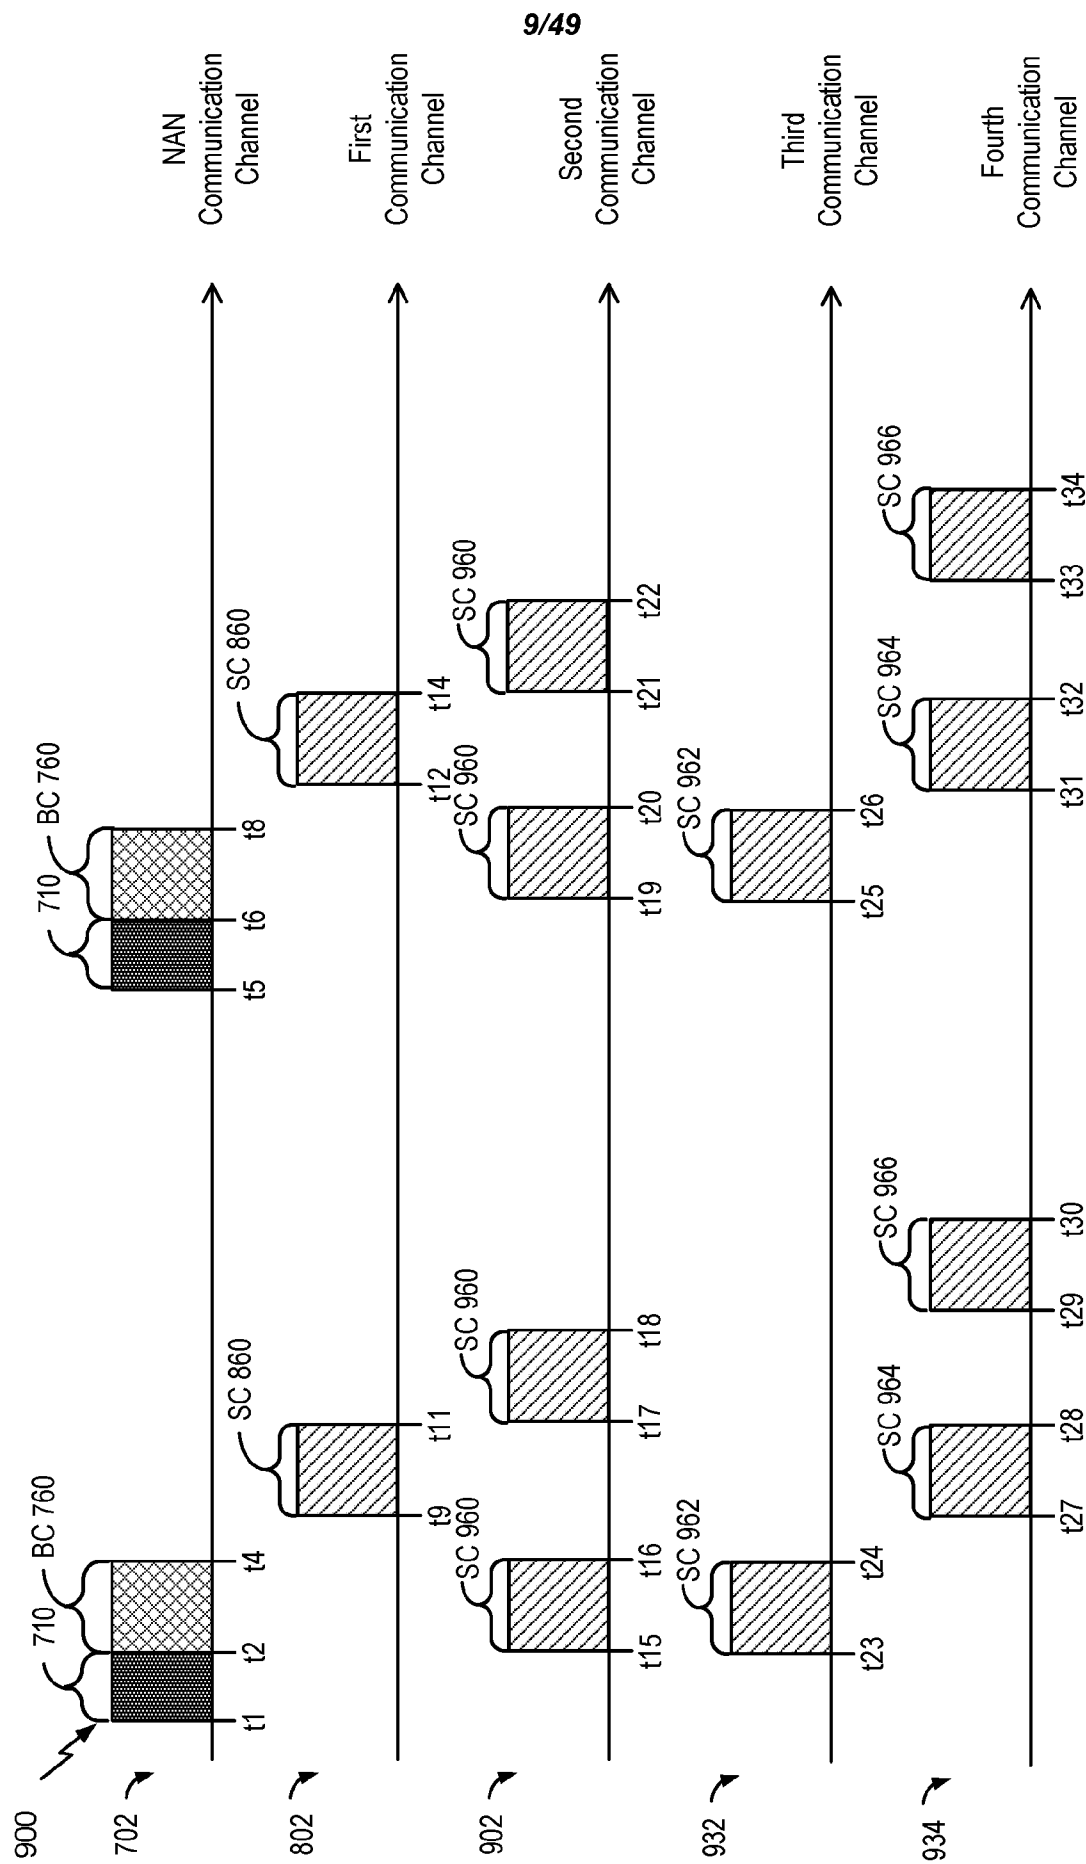 9/49
900
702
710
BC 760
710
BC 760
t1
t2
t4
t5
t6
t8
NAN
Communication
Channel
802
SC 860
SC 860
t9
t11
t12
t14
First
Communication
Channel
902
SC 960
SC 960
SC 960
SC 960
t15
t16
t17
t18
t19
t20
t21
t22
Second
Communication
Channel
932
SC 962
SC 962
t23
t24
t25
t26
Third
Communication
Channel
934
SC 964
SC 966
SC 964
SC 966
t27
t28
t29
t30
t31
t32
t33
t34
Fourth
Communication
Channel